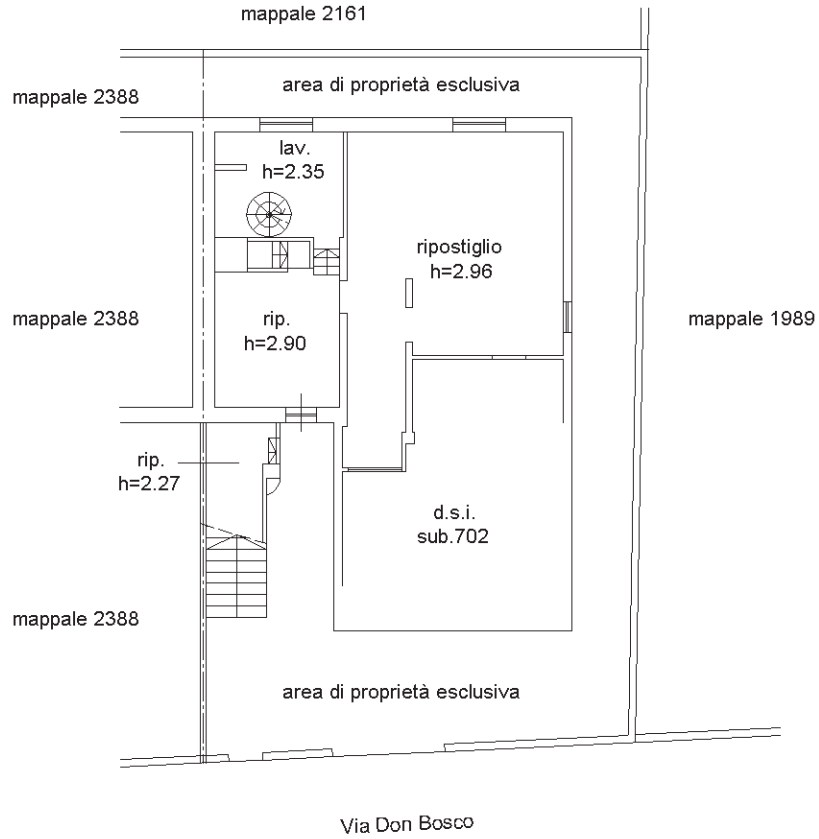 mappale 2161
area di proprietà esclusiva
mappale 2388
lav.
h=2.35
ripostiglio
h=2.96
mappale 2388
rip.
h=2.90
mappale 1989
rip.
h=2.27
d.s.i.
sub.702
mappale 2388
area di proprietà esclusiva
Via Don Bosco